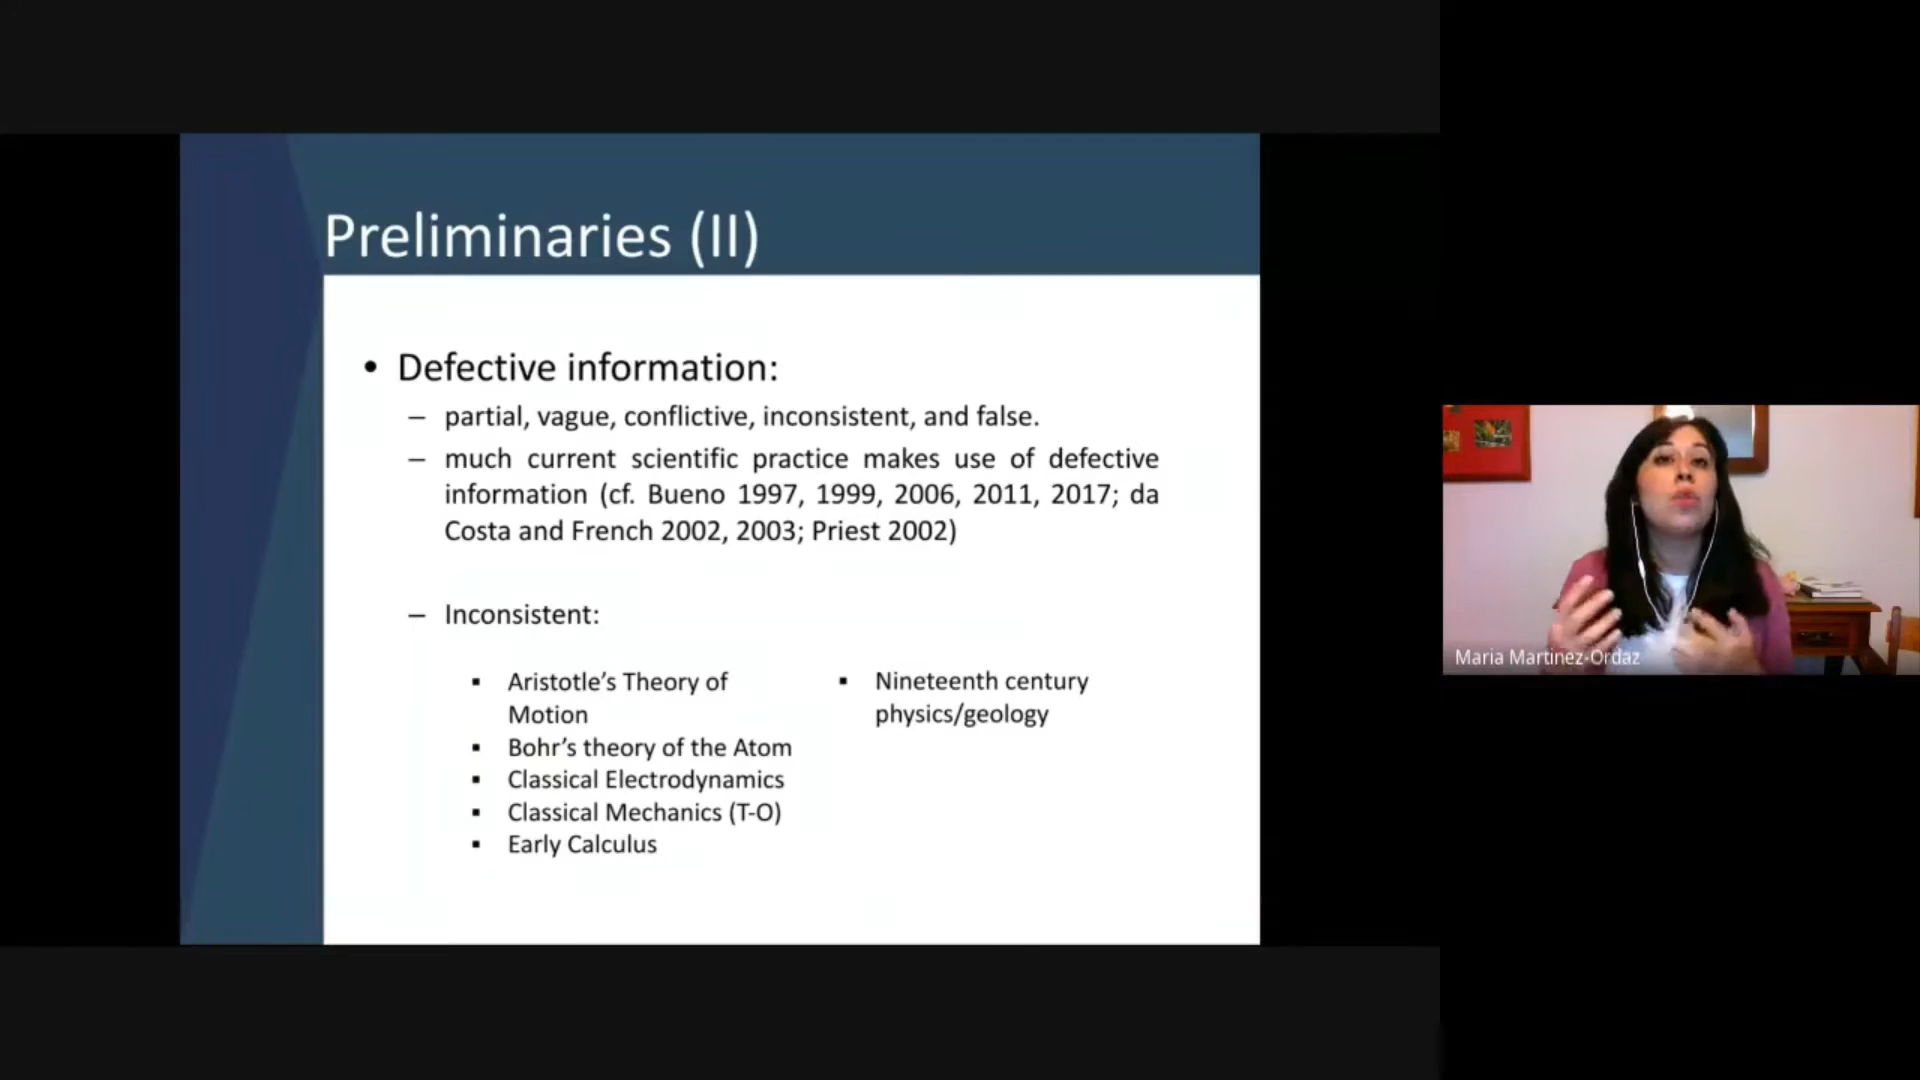 Preliminaries (II)
• Defective information:
– partial, vague, conflictive, inconsistent, and false.
– much current scientific practice makes use of defective
information (cf. Bueno 1997, 1999, 2006, 2011, 2017; da
Costa and French 2002, 2003; Priest 2002)
– Inconsistent:
▪ Aristotle’s Theory of
Motion
▪ Bohr’s theory of the Atom
▪ Classical Electrodynamics
▪ Classical Mechanics (T-O)
▪ Early Calculus
▪ Nineteenth century
physics/geology
Maria Martinez-Ordaz